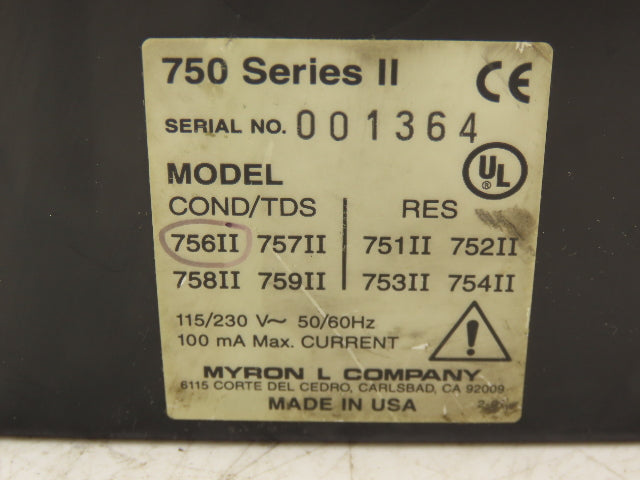 750 Series II CE
SERIAL NO. 001364
UL
®
MODEL
COND/TDS RES
756II 757II 751II 752II
758II 759II 753II 754II
115/230 V~ 50/60Hz
100 mA Max. CURRENT
!
MYRON L COMPANY
6115 CORTE DEL CEDRO, CARLSBAD, CA 92009
MADE IN USA